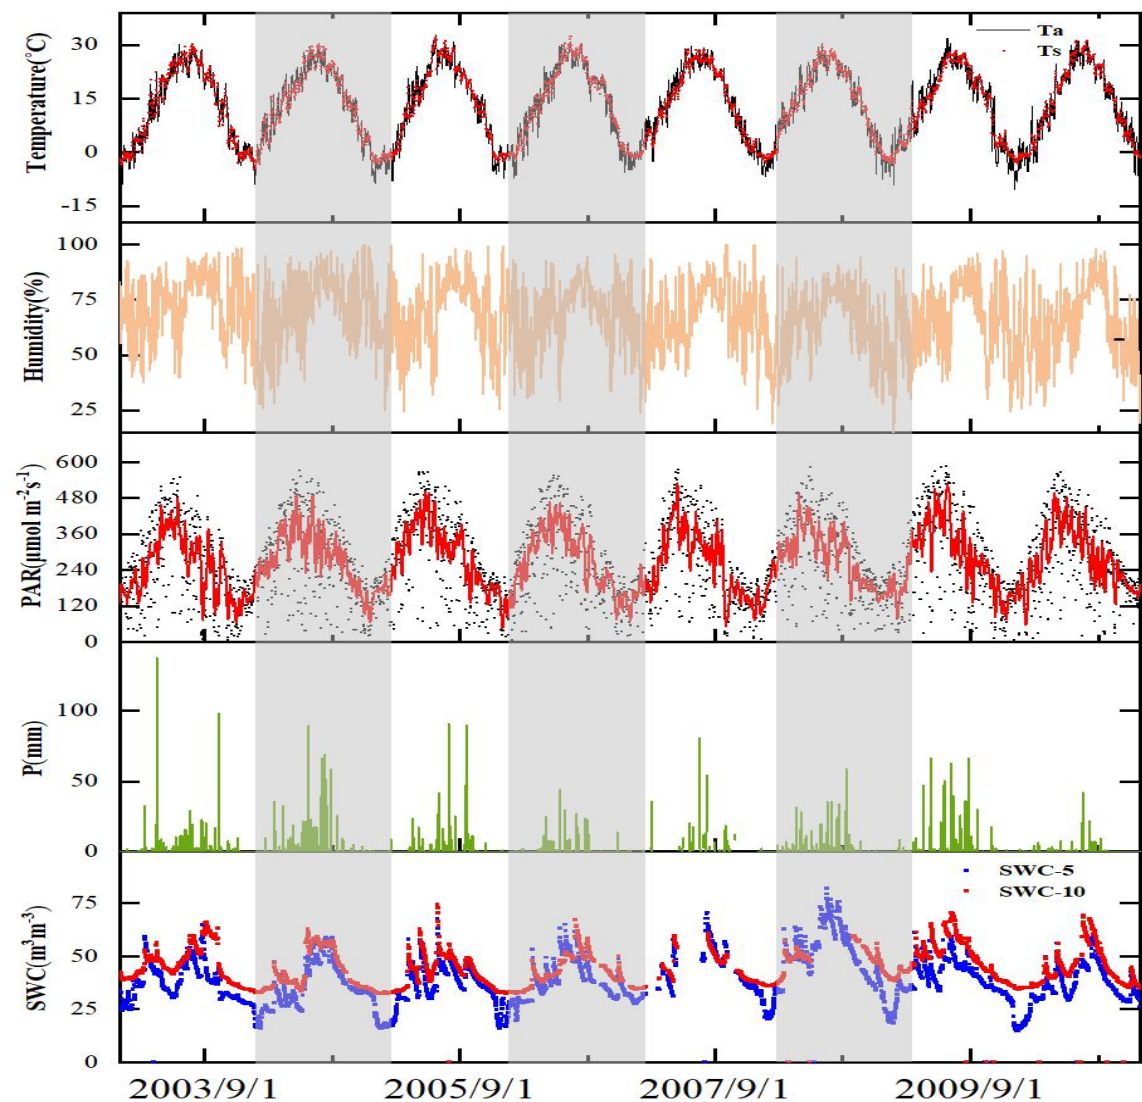 Temperature(°C)
30
15
0
-15
Ta
Ts
Humidity(%)
100
75
50
25
PAR(μmol m⁻²s⁻¹)
600
480
360
240
120
0
P(mm)
100
50
0
SWC(m³m⁻³)
75
50
25
0
SWC-5
SWC-10
2003/9/1 2005/9/1 2007/9/1 2009/9/1